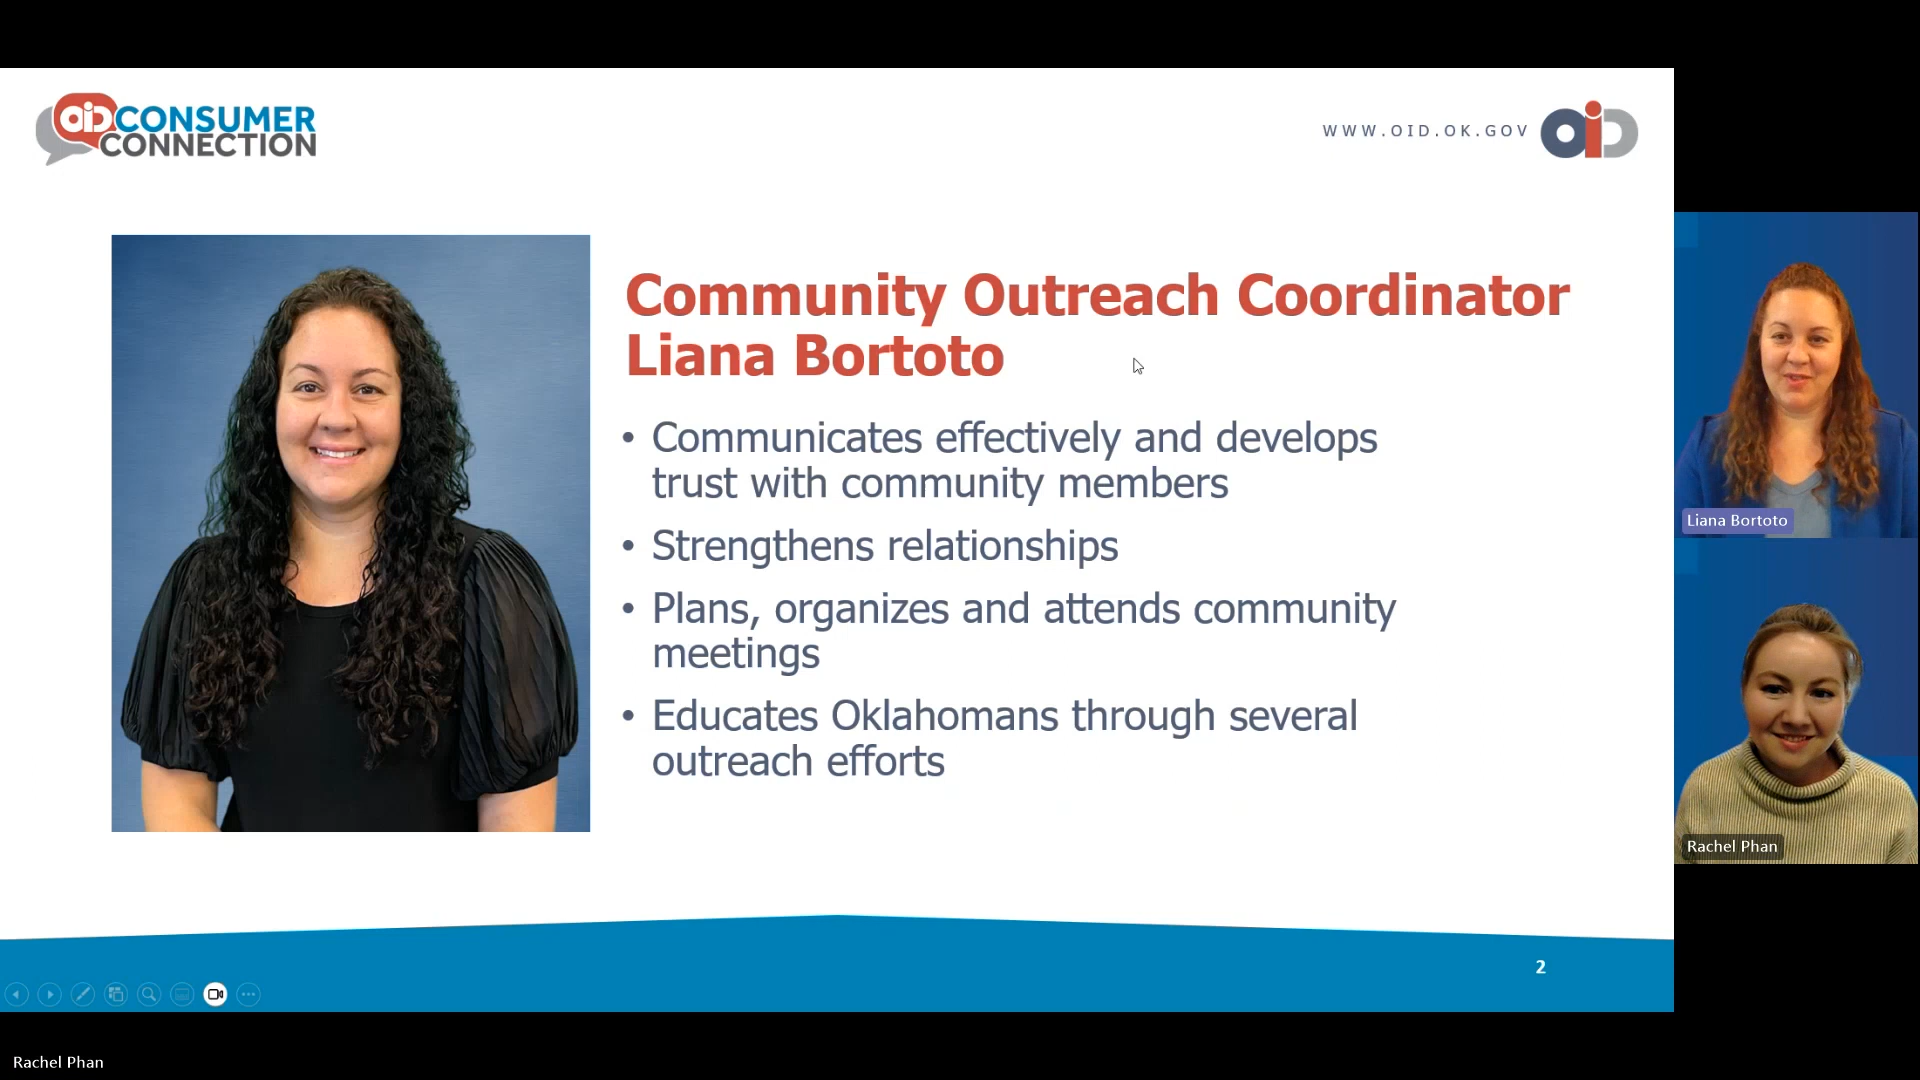 OiD CONSUMER
CONNECTION
WWW.OID.OK.GOV OiD
Community Outreach Coordinator
Liana Bortoto
• Communicates effectively and develops
trust with community members
• Strengthens relationships
• Plans, organizes and attends community
meetings
• Educates Oklahomans through several
outreach efforts
2
Liana Bortoto
Rachel Phan
Rachel Phan